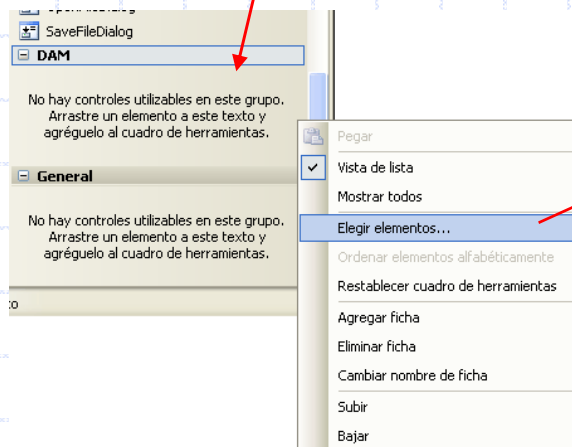 SaveFileDialog
DAM
No hay controles utilizables en este grupo.
Arrastre un elemento a este texto y
agréguelo al cuadro de herramientas.
General
No hay controles utilizables en este grupo.
Arrastre un elemento a este texto y
agréguelo al cuadro de herramientas.
Pegar
Vista de lista
Mostrar todos
Elegir elementos...
Ordenar elementos alfabéticamente
Restablecer cuadro de herramientas
Agregar ficha
Eliminar ficha
Cambiar nombre de ficha
Subir
Bajar